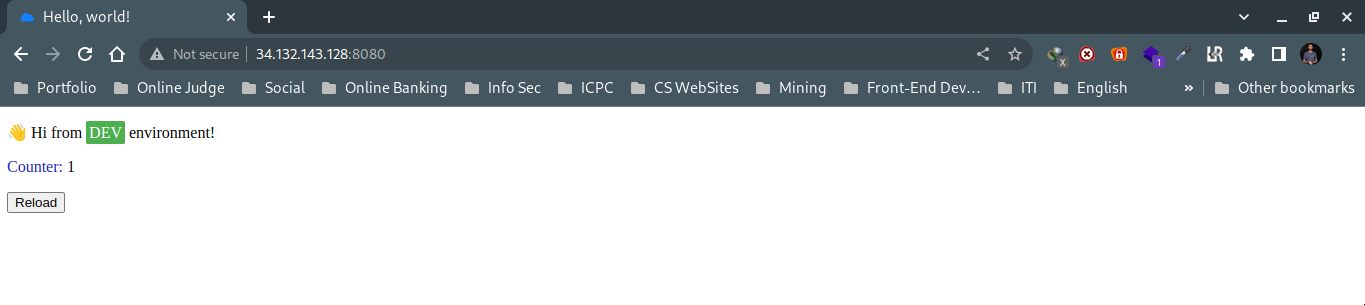 Hello, world!
Not secure | 34.132.143.128:8080
X
1
Portfolio Online Judge Social Online Banking Info Sec ICPC CS WebSites Mining Front-End Dev... ITI English » Other bookmarks
👋 Hi from DEV environment!
Counter: 1
Reload